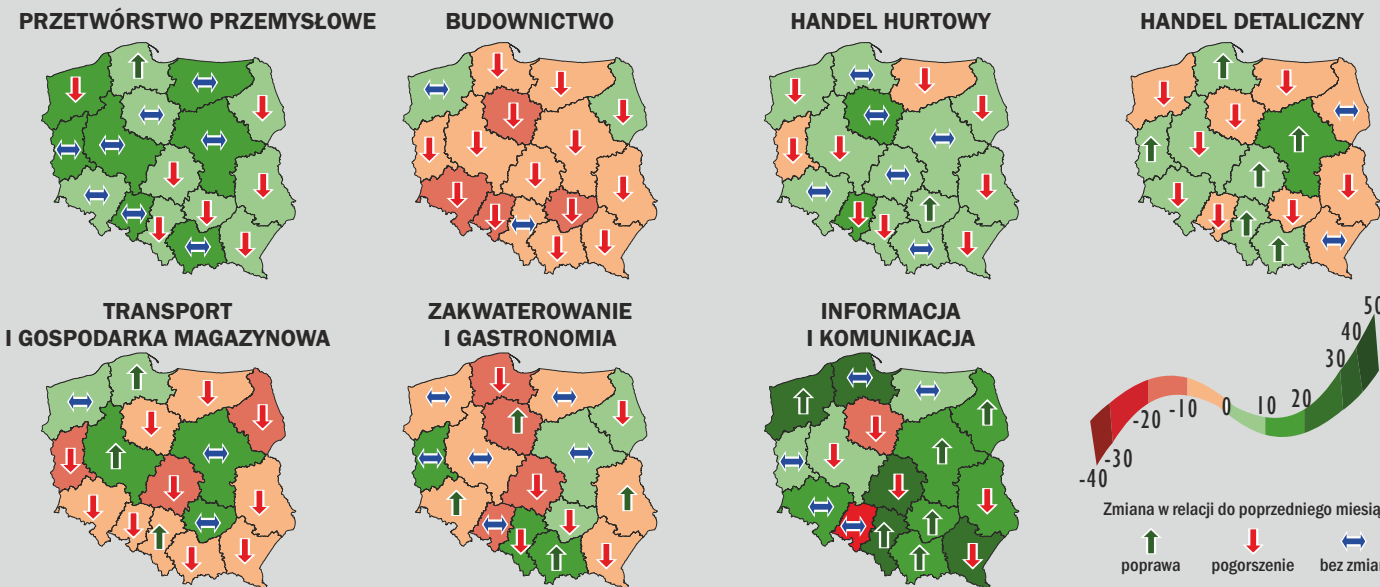 PRZETWÓRSTWO PRZEMYSŁOWE
BUDOWNICTWO
HANDEL HURTOWY
HANDEL DETALICZNY
TRANSPORT
I GOSPODARKA MAGAZYNOWA
ZAKWATEROWANIE
I GASTRONOMIA
INFORMACJA
I KOMUNIKACJA
50
40
30
20
10
0
-10
-20
-30
-40
Zmiana w relacji do poprzedniego miesią
poprawa
pogorszenie
bez zmian